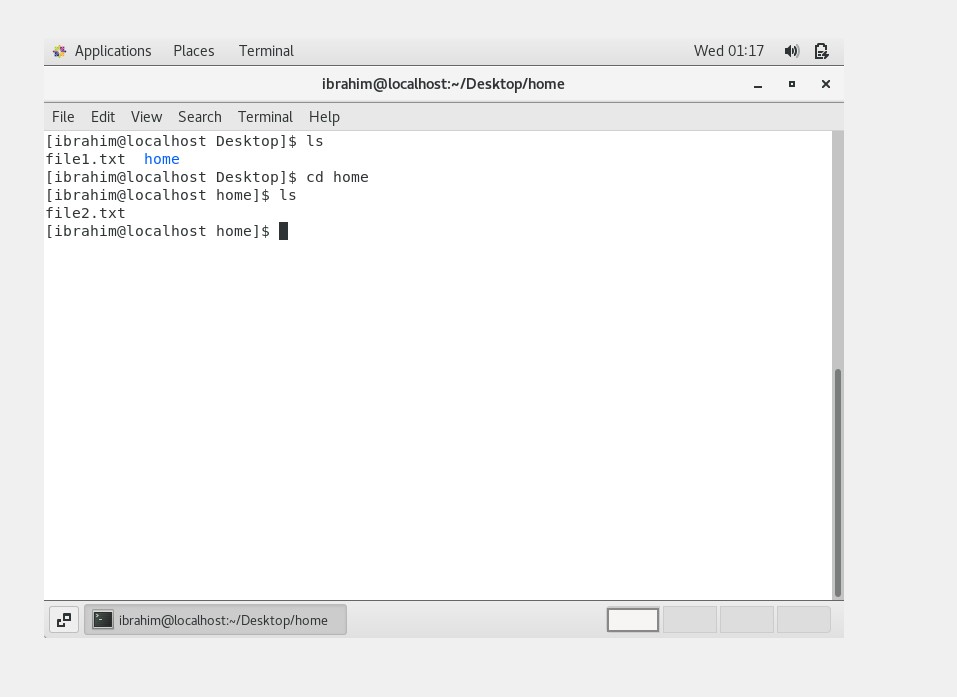 Applications Places Terminal Wed 01:17
ibrahim@localhost:~/Desktop/home
File Edit View Search Terminal Help
[ibrahim@localhost Desktop]$ ls
file1.txt home
[ibrahim@localhost Desktop]$ cd home
[ibrahim@localhost home]$ ls
file2.txt
[ibrahim@localhost home]$
ibrahim@localhost:~/Desktop/home